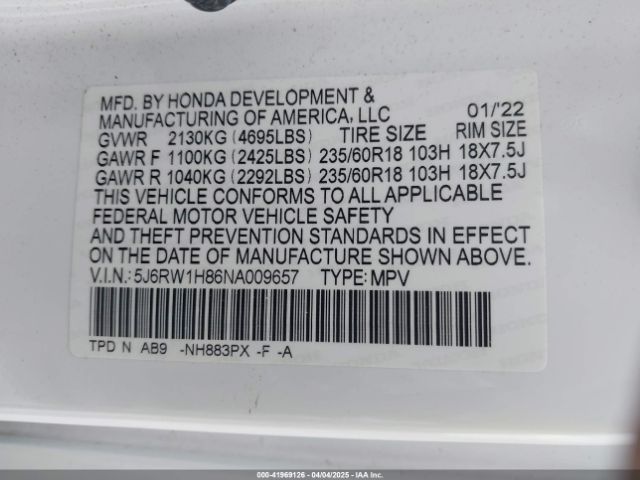 MFD. BY HONDA DEVELOPMENT &
MANUFACTURING OF AMERICA, LLC 01/'22
GVWR 2130KG (4695LBS) TIRE SIZE RIM SIZE
GAWR F 1100KG (2425LBS) 235/60R18 103H 18X7.5J
GAWR R 1040KG (2292LBS) 235/60R18 103H 18X7.5J
THIS VEHICLE CONFORMS TO ALL APPLICABLE
FEDERAL MOTOR VEHICLE SAFETY
AND THEFT PREVENTION STANDARDS IN EFFECT
ON THE DATE OF MANUFACTURE SHOWN ABOVE.
V.I.N.: 5J6RW1H86NA009657 TYPE: MPV
TPD N AB9 -NH883PX -F -A
000-41969126 - 04/04/2025 - IAA Inc.